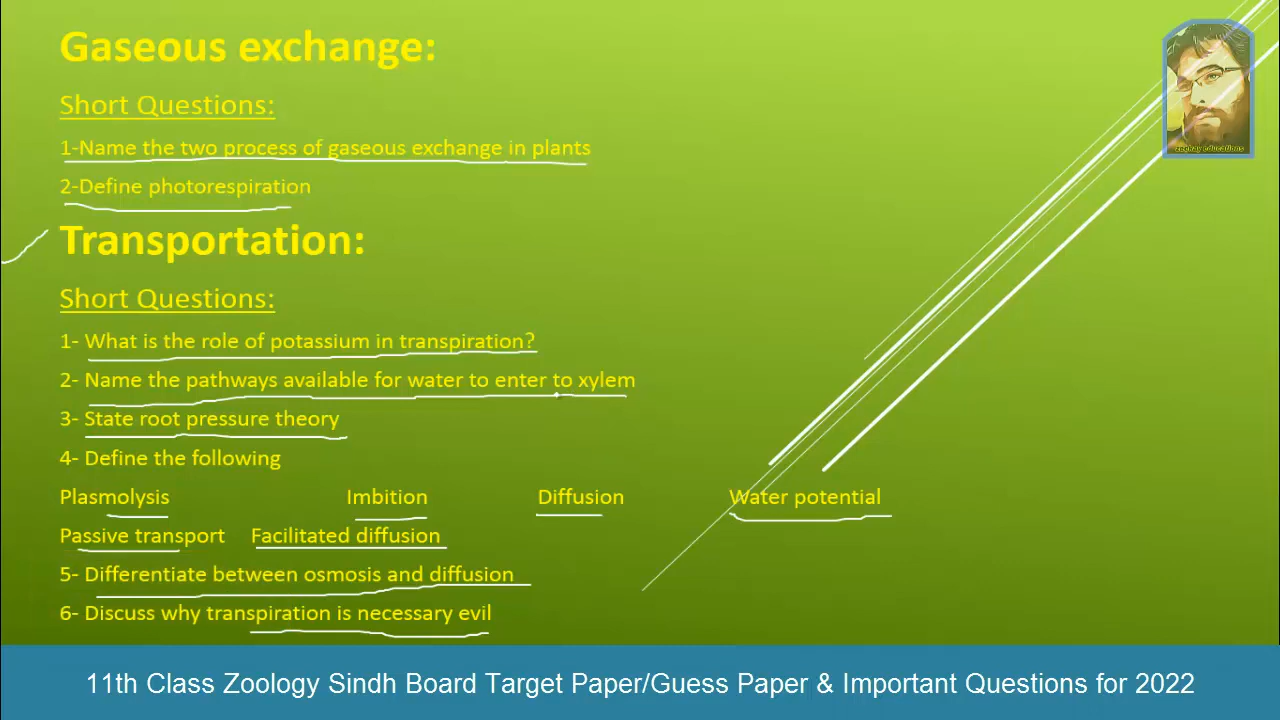 Gaseous exchange:
Short Questions:
1-Name the two process of gaseous exchange in plants
2-Define photorespiration
Transportation:
Short Questions:
1- What is the role of potassium in transpiration?
2- Name the pathways available for water to enter to xylem
3- State root pressure theory
4- Define the following
Plasmolysis Imbition Diffusion Water potential
Passive transport Facilitated diffusion
5- Differentiate between osmosis and diffusion
6- Discuss why transpiration is necessary evil
zeekay educations
11th Class Zoology Sindh Board Target Paper/Guess Paper & Important Questions for 2022